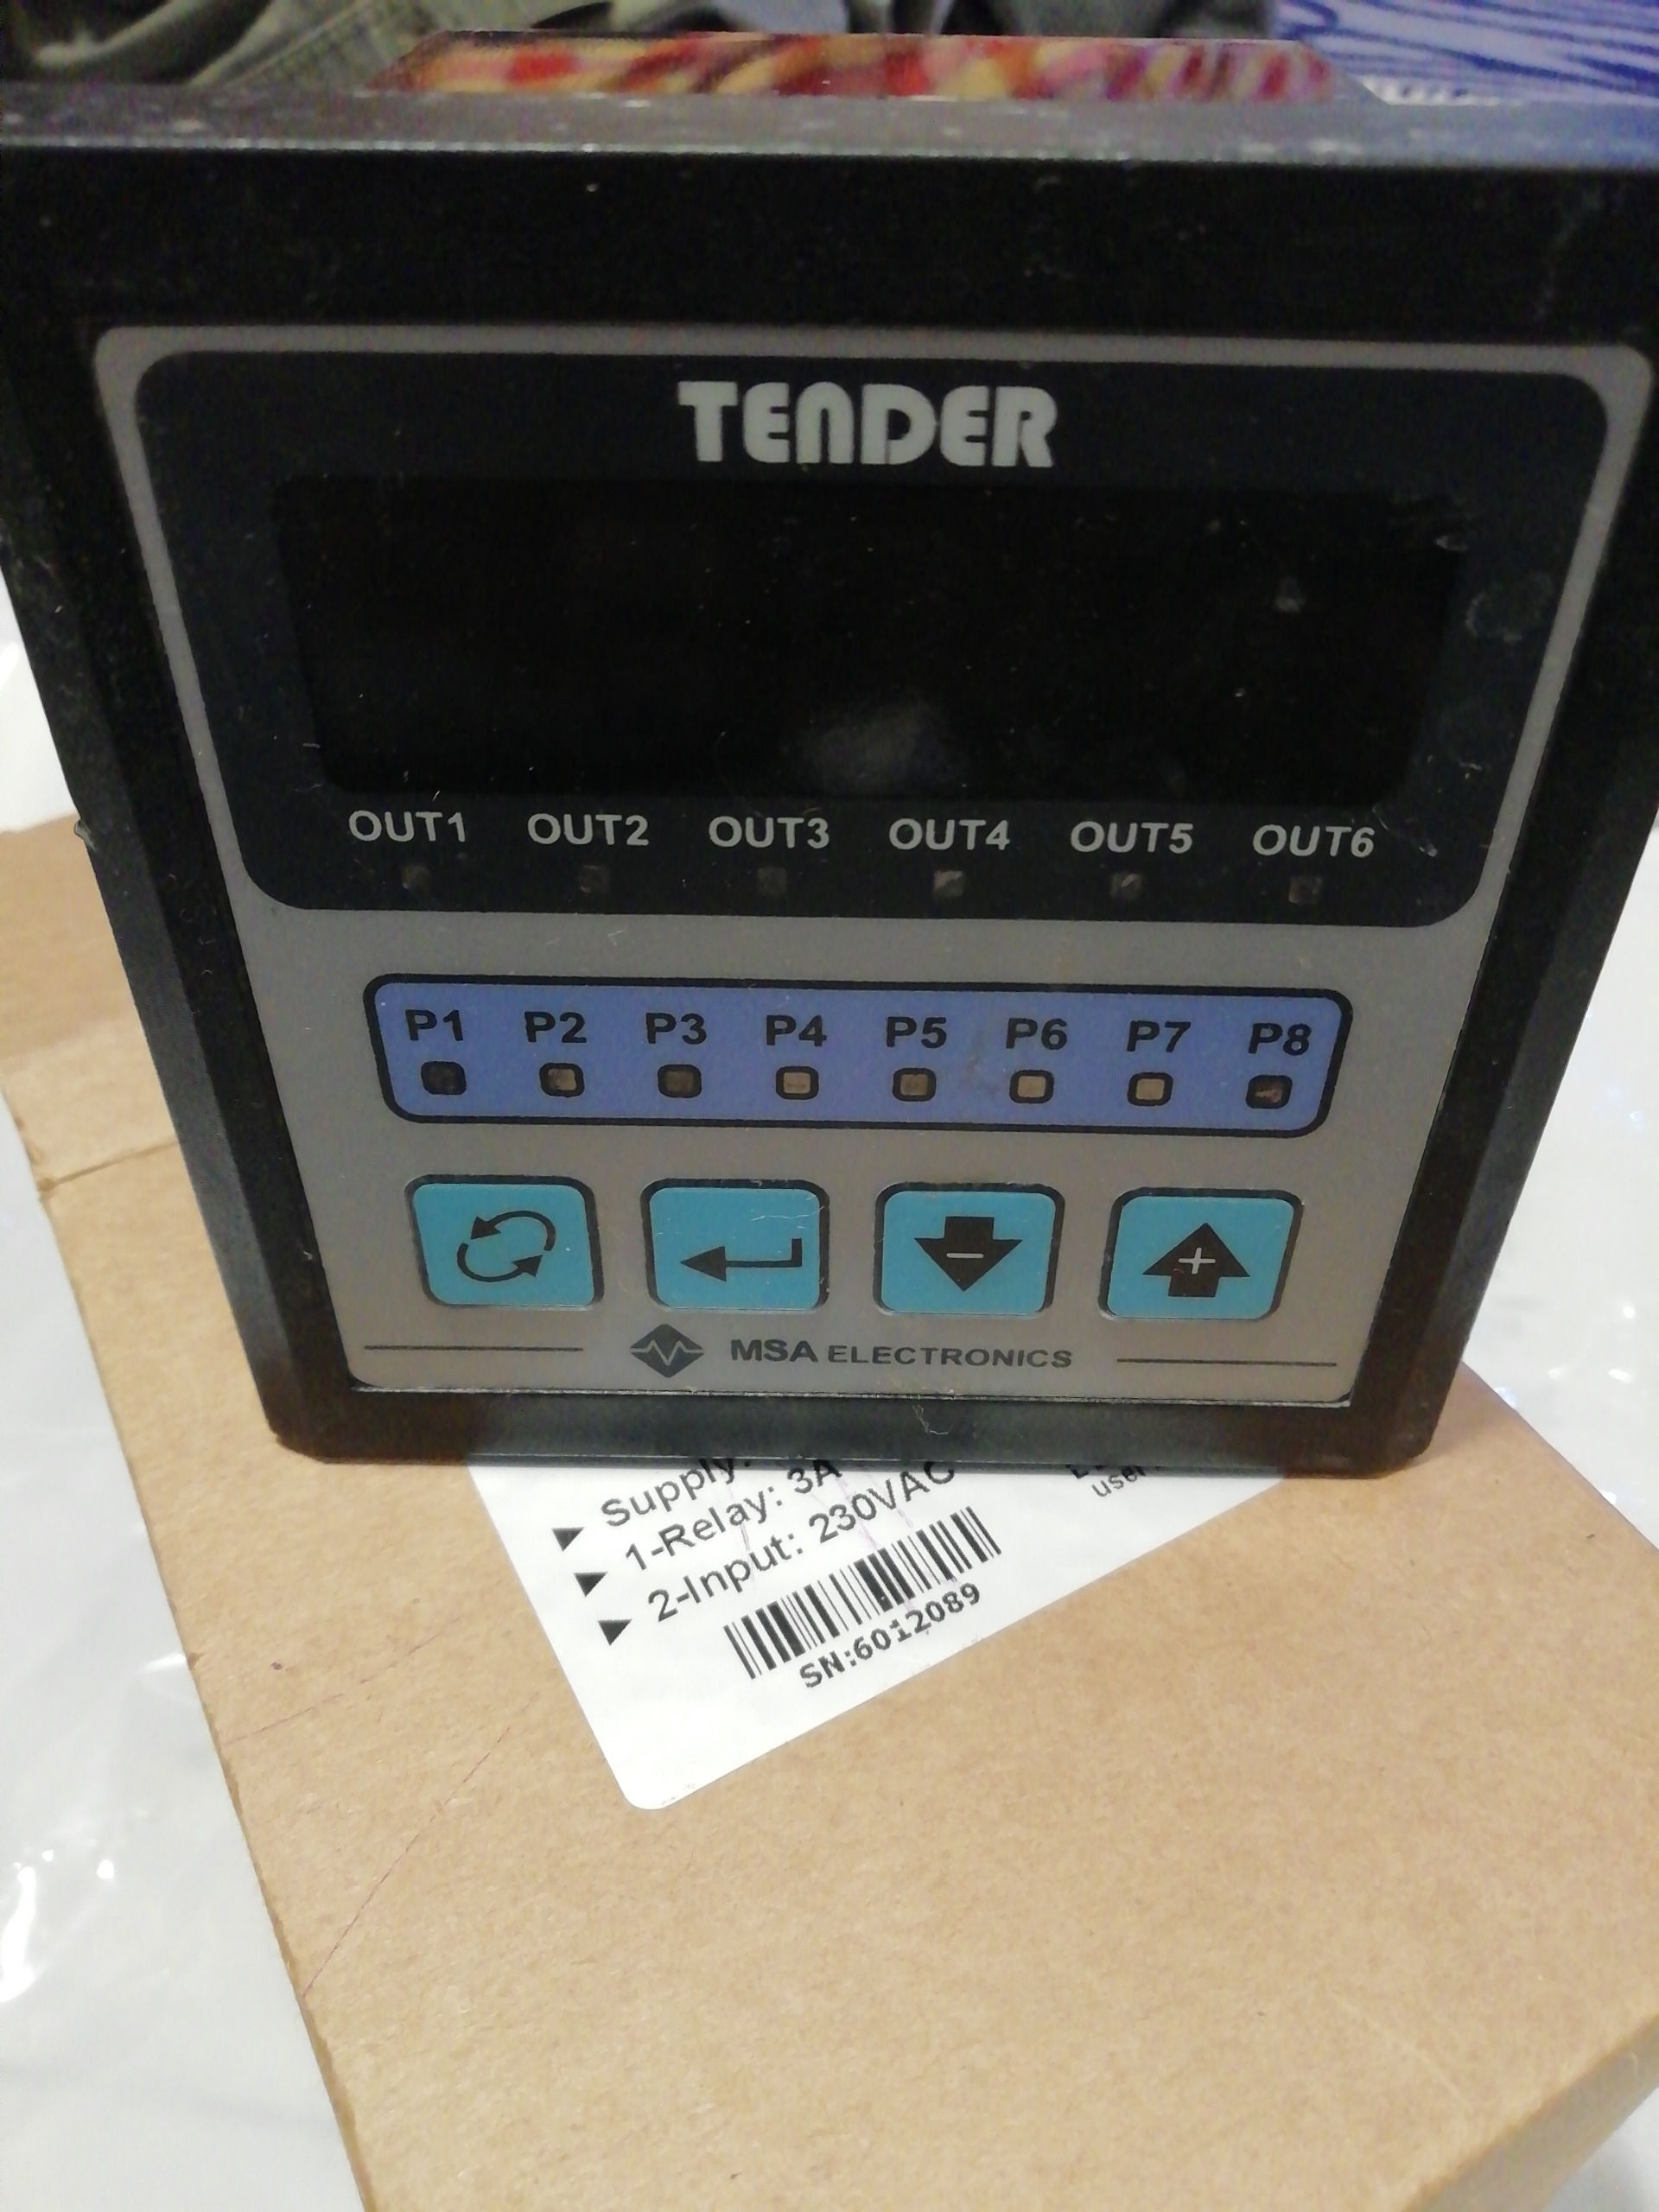 TENDER
OUT1 OUT2 OUT3 OUT4 OUT5 OUT6
P1 P2 P3 P4 P5 P6 P7 P8
- +
MSA ELECTRONICS
Supply:
1-Relay: 3A
2-Input: 230VAC
SN:6012089
user